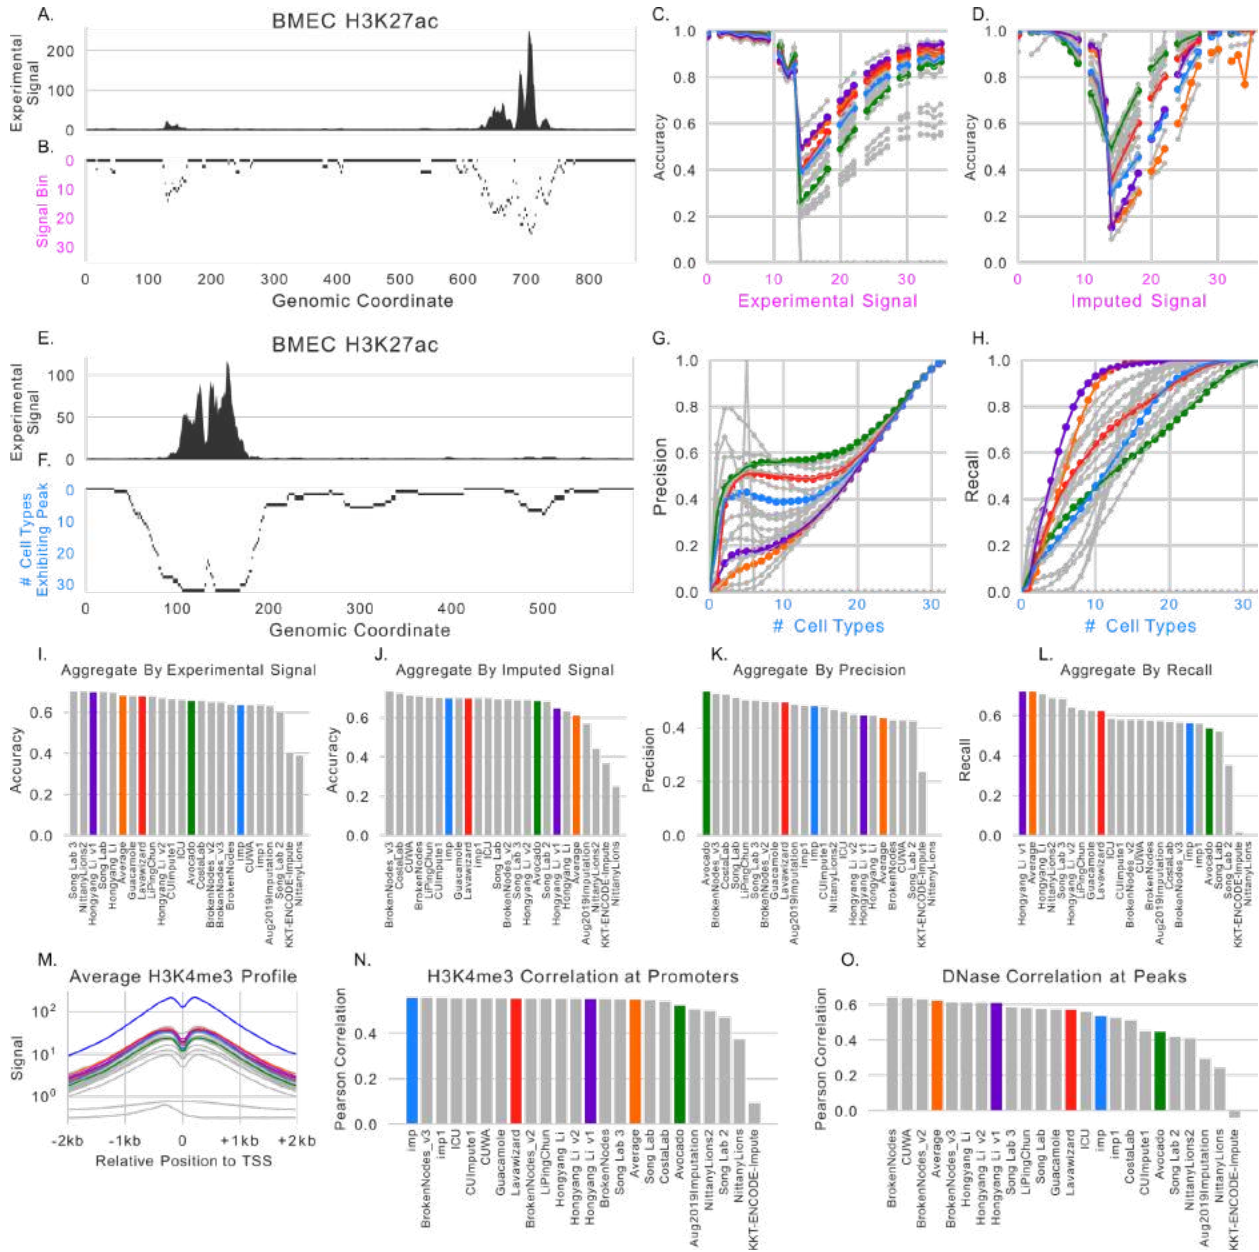 A.
BMEC H3K27ac
Experimental
Signal
200
100
0
B.
Signal Bin
0
10
20
30
0
100
200
300
400
500
600
700
800
Genomic Coordinate
C.
Accuracy
1.0
0.8
0.6
0.4
0.2
0.0
0
10
20
30
Experimental Signal
D.
Accuracy
1.0
0.8
0.6
0.4
0.2
0.0
0
10
20
30
Imputed Signal
E.
BMEC H3K27ac
Experimental
Signal
100
50
0
F.
# Cell Types
Exhibiting Peak
0
10
20
30
0
100
200
300
400
500
Genomic Coordinate
G.
Precision
1.0
0.8
0.6
0.4
0.2
0.0
0
10
20
30
# Cell Types
H.
Recall
1.0
0.8
0.6
0.4
0.2
0.0
0
10
20
30
# Cell Types
I.
Aggregate By Experimental Signal
Accuracy
0.6
0.4
0.2
0.0
Song Lab 3
NittanyLions2
Hongyang Li v1
Song Lab
Hongyang Li
Average
Guacamole
Lavawizard
LiPingChun
Hongyang Li v2
CUImpute1
ICU
Avocado
CostaLab
BrokenNodes_v2
BrokenNodes_v3
BrokenNodes
imp
CUWA
imp1
Aug2019Imputation
Song Lab 2
KKT-ENCODE-Impute
NittanyLions
J.
Aggregate By Imputed Signal
Accuracy
0.6
0.4
0.2
0.0
BrokenNodes_v3
CostaLab
CUWA
BrokenNodes
LiPingChun
CUImpute1
imp
Guacamole
Lavawizard
imp1
ICU
Song Lab
BrokenNodes_v2
Song Lab 3
Hongyang Li v2
Avocado
Song Lab 2
Hongyang Li v1
Hongyang Li
Average
Aug2019Imputation
NittanyLions2
KKT-ENCODE-Impute
NittanyLions
K.
Aggregate By Precision
Precision
0.4
0.2
0.0
Avocado
BrokenNodes_v3
CostaLab
Song Lab
LiPingChun
Song Lab 3
BrokenNodes_v2
Guacamole
Lavawizard
Aug2019Imputation
ICU
imp
CUImpute1
imp1
NittanyLions2
Hongyang Li v2
Hongyang Li v1
Hongyang Li
Average
BrokenNodes
CUWA
Song Lab 2
KKT-ENCODE-Impute
NittanyLions
L.
Aggregate By Recall
Recall
0.6
0.4
0.2
0.0
Hongyang Li v1
Average
Hongyang Li
NittanyLions2
Song Lab 3
Hongyang Li v2
LiPingChun
Guacamole
Lavawizard
ICU
CUImpute1
BrokenNodes_v2
CUWA
BrokenNodes
Aug2019Imputation
CostaLab
BrokenNodes_v3
imp
imp1
Avocado
Song Lab
Song Lab 2
KKT-ENCODE-Impute
NittanyLions
M.
Average H3K4me3 Profile
Signal
10²
10¹
10⁰
-2kb
-1kb
0
+1kb
+2kb
Relative Position to TSS
N.
H3K4me3 Correlation at Promoters
Pearson Correlation
0.4
0.2
0.0
imp
BrokenNodes_v3
imp1
ICU
CUImpute1
CUWA
Guacamole
Lavawizard
BrokenNodes_v2
LiPingChun
Hongyang Li
Hongyang Li v2
Hongyang Li v1
BrokenNodes
Song Lab 3
Average
Song Lab
CostaLab
Avocado
Aug2019Imputation
NittanyLions2
Song Lab 2
NittanyLions
KKT-ENCODE-Impute
O.
DNase Correlation at Peaks
Pearson Correlation
0.6
0.4
0.2
0.0
BrokenNodes
CUWA
BrokenNodes_v2
Average
BrokenNodes_v3
Hongyang Li
Hongyang Li v2
Hongyang Li v1
Song Lab 3
LiPingChun
Song Lab
Guacamole
Lavawizard
ICU
imp
imp1
CostaLab
CUImpute1
Avocado
Song Lab 2
NittanyLions2
Aug2019Imputation
NittanyLions
KKT-ENCODE-Impute